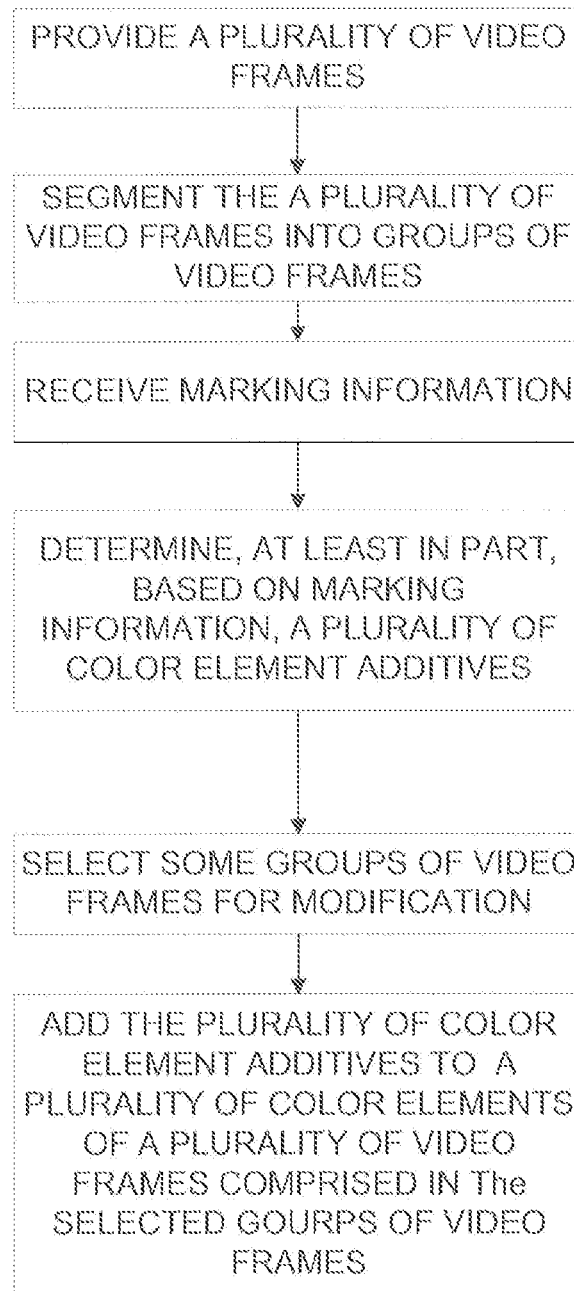 PROVIDE A PLURALITY OF VIDEO
FRAMES
SEGMENT THE A PLURALITY OF
VIDEO FRAMES INTO GROUPS OF
VIDEO FRAMES
RECEIVE MARKING INFORMATION
DETERMINE, AT LEAST IN PART,
BASED ON MARKING
INFORMATION, A PLURALITY OF
COLOR ELEMENT ADDITIVES
SELECT SOME GROUPS OF VIDEO
FRAMES FOR MODIFICATION
ADD THE PLURALITY OF COLOR
ELEMENT ADDITIVES TO A
PLURALITY OF COLOR ELEMENTS
OF A PLURALITY OF VIDEO
FRAMES COMPRISED IN The
SELECTED GOURPS OF VIDEO
FRAMES